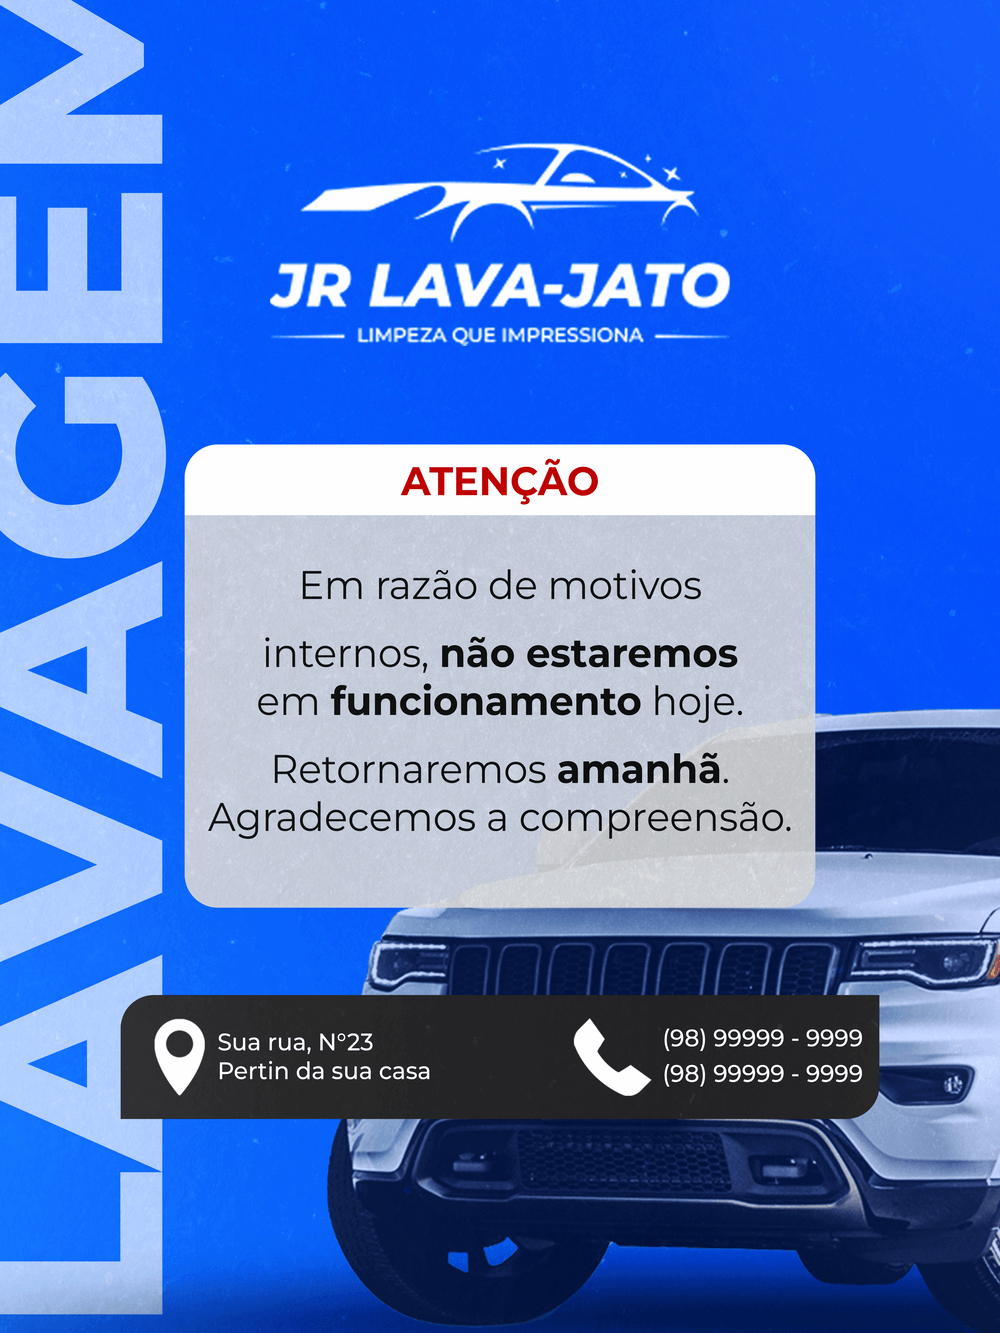 LAVAGEM
JR LAVA-JATO
LIMPEZA QUE IMPRESSIONA
ATENÇÃO
Em razão de motivos
internos, não estaremos
em funcionamento hoje.
Retornaremos amanhã.
Agradecemos a compreensão.
Sua rua, N°23
Pertin da sua casa
(98) 99999 - 9999
(98) 99999 - 9999